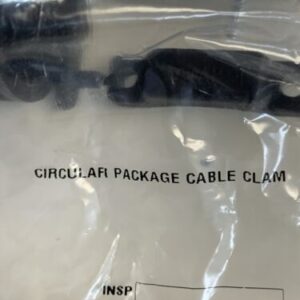 CIRCULAR PACKAGE CABLE CLAM
INSP